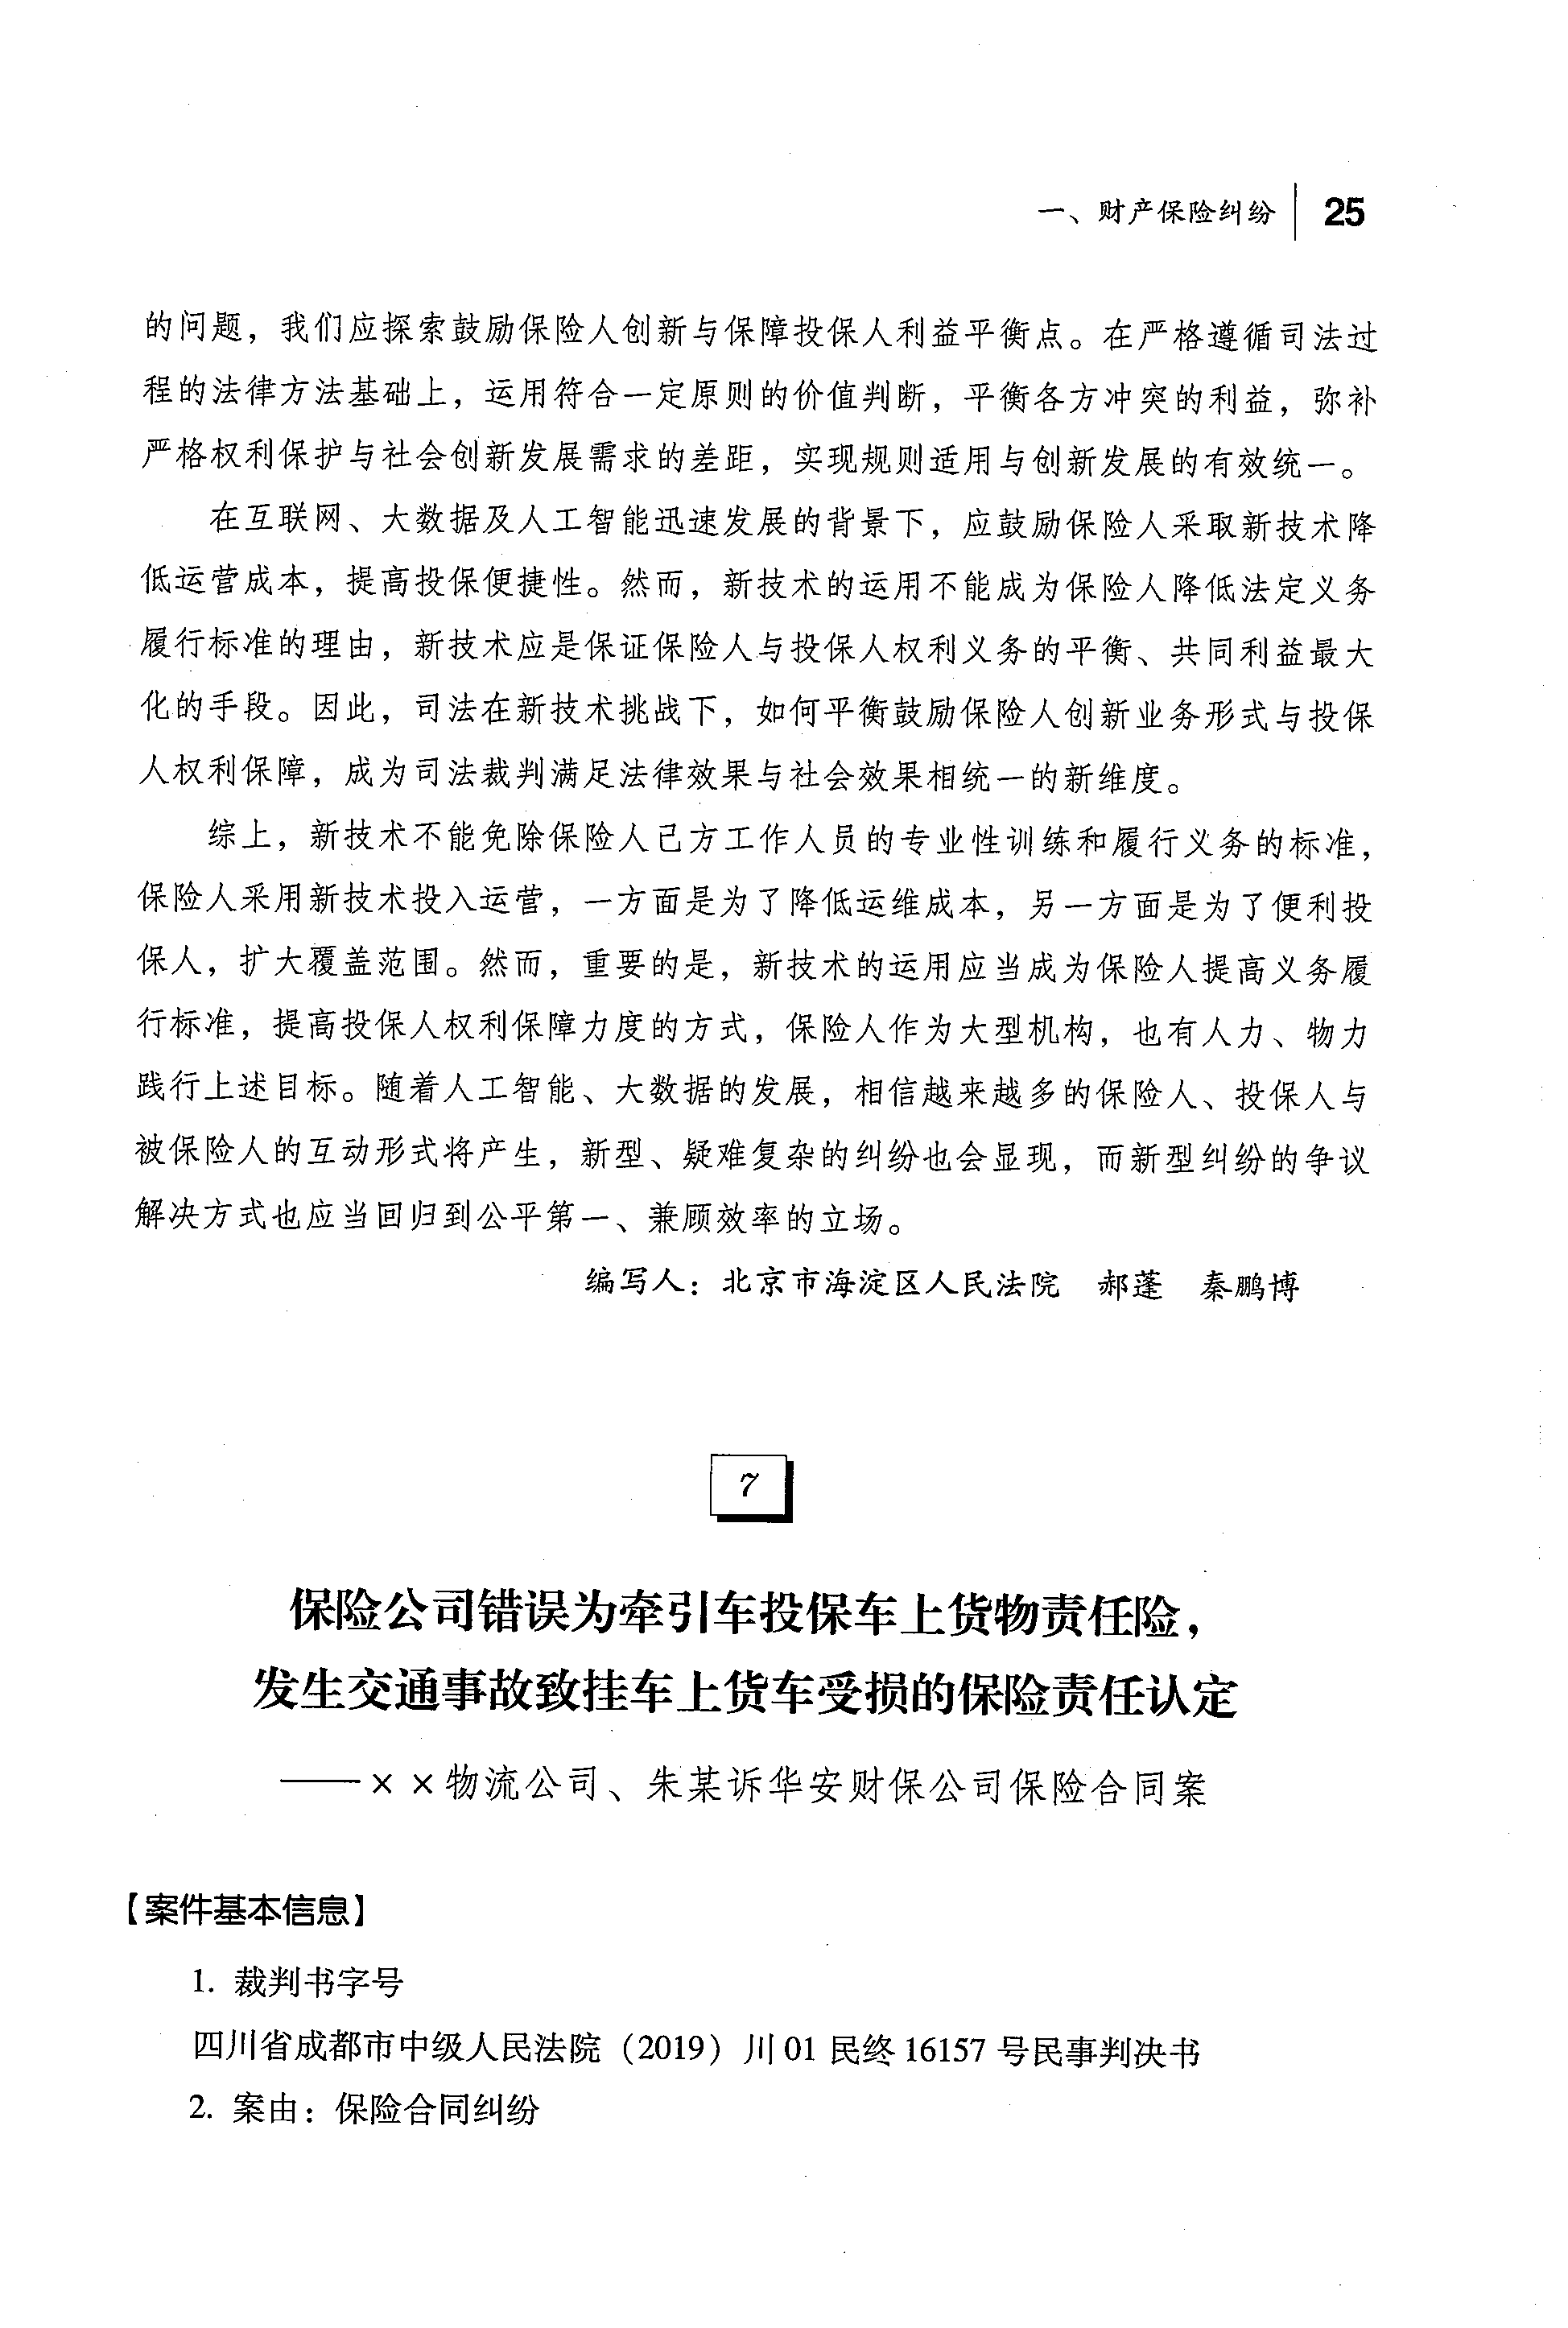 一、财产保险纠纷 25
的问题，我们应探索鼓励保险人创新与保障投保人利益平衡点。在严格遵循司法过
程的法律方法基础上，运用符合一定原则的价值判断，平衡各方冲突的利益，弥补
严格权利保护与社会创新发展需求的差距，实现规则适用与创新发展的有效统一。
在互联网、大数据及人工智能迅速发展的背景下，应鼓励保险人采取新技术降
低运营成本，提高投保便捷性。然而，新技术的运用不能成为保险人降低法定义务
履行标准的理由，新技术应是保证保险人与投保人权利义务的平衡、共同利益最大
化的手段。因此，司法在新技术挑战下，如何平衡鼓励保险人创新业务形式与投保
人权利保障，成为司法裁判满足法律效果与社会效果相统一的新维度。
综上，新技术不能免除保险人己方工作人员的专业性训练和履行义务的标准，
保险人采用新技术投入运营，一方面是为了降低运维成本，另一方面是为了便利投
保人，扩大覆盖范围。然而，重要的是，新技术的运用应当成为保险人提高义务履
行标准，提高投保人权利保障力度的方式，保险人作为大型机构，也有人力、物力
践行上述目标。随着人工智能、大数据的发展，相信越来越多的保险人、投保人与
被保险人的互动形式将产生，新型、疑难复杂的纠纷也会显现，而新型纠纷的争议
解决方式也应当回归到公平第一、兼顾效率的立场。
编写人：北京市海淀区人民法院 郝蓬 秦鹏博
7
保险公司错误为牵引车投保车上货物责任险，
发生交通事故致挂车上货车受损的保险责任认定
——××物流公司、朱某诉华安财保公司保险合同案
【案件基本信息】
1. 裁判书字号
四川省成都市中级人民法院（2019）川 01 民终 16157 号民事判决书
2. 案由：保险合同纠纷